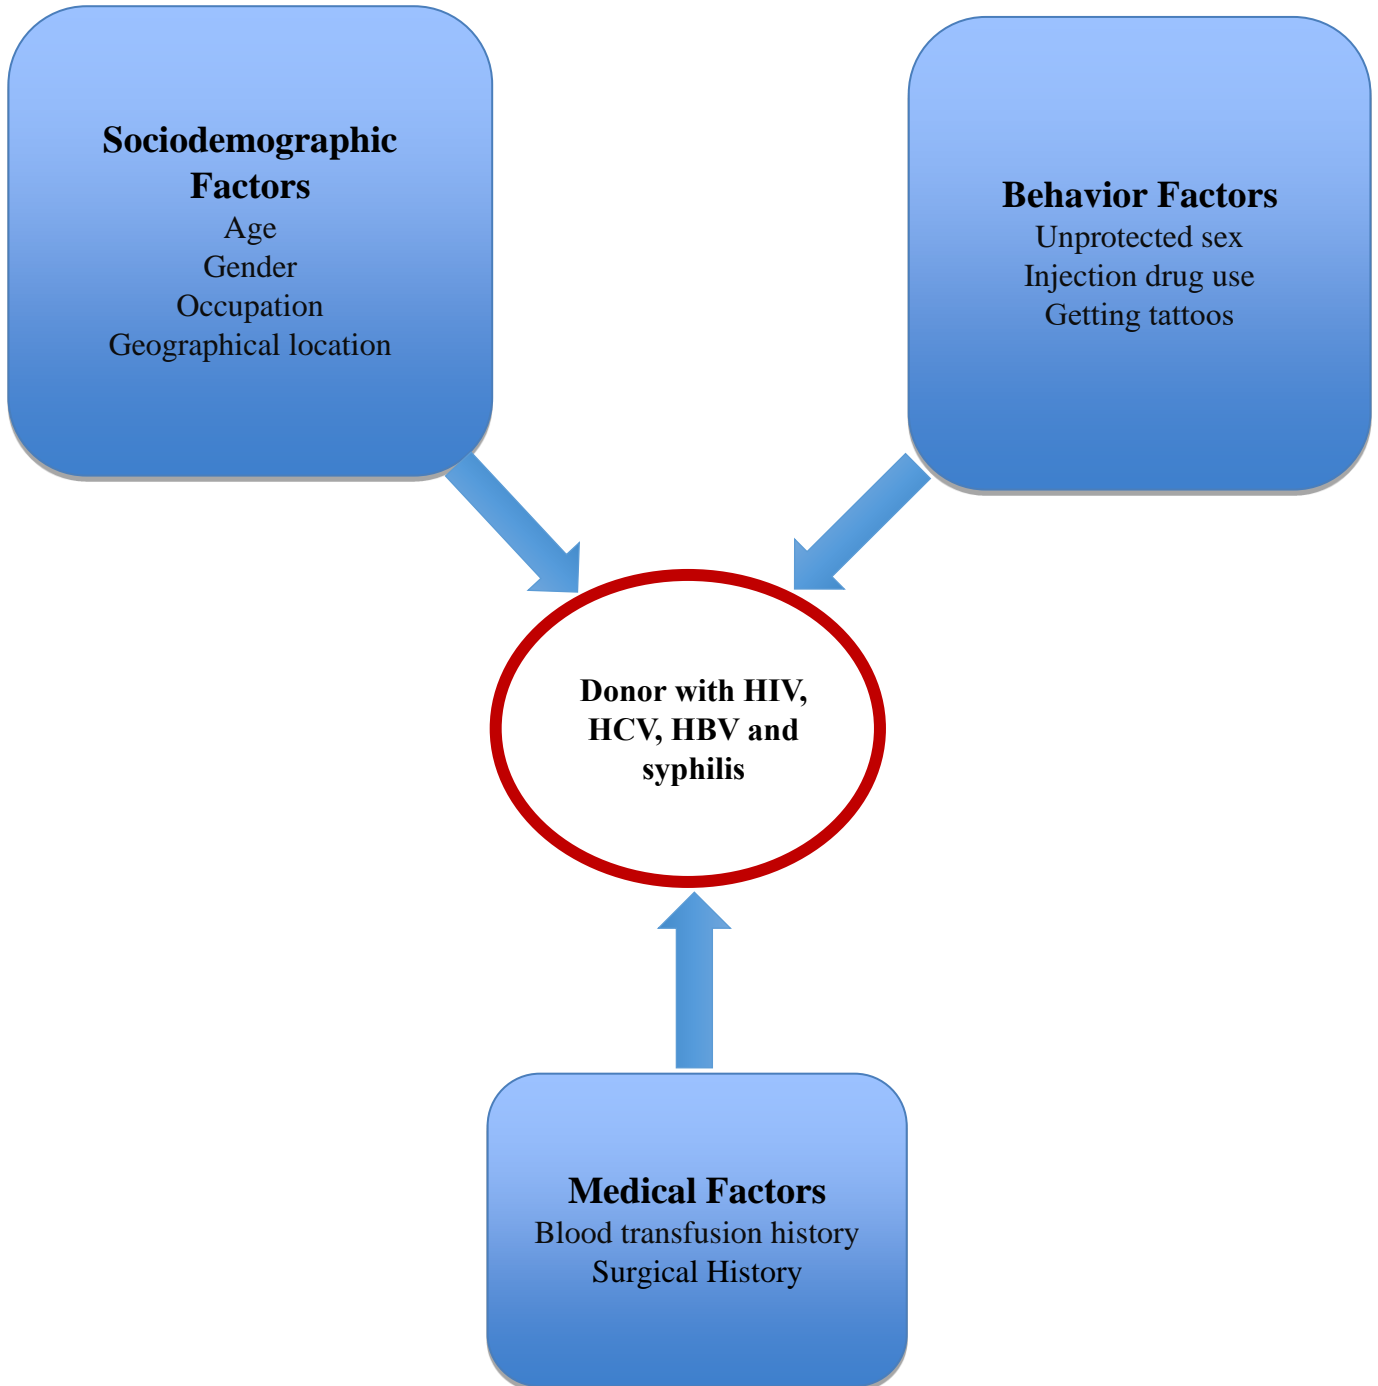 Sociodemographic
Factors
Age
Gender
Occupation
Geographical location
Behavior Factors
Unprotected sex
Injection drug use
Getting tattoos
Donor with HIV,
HCV, HBV and
syphilis
Medical Factors
Blood transfusion history
Surgical History